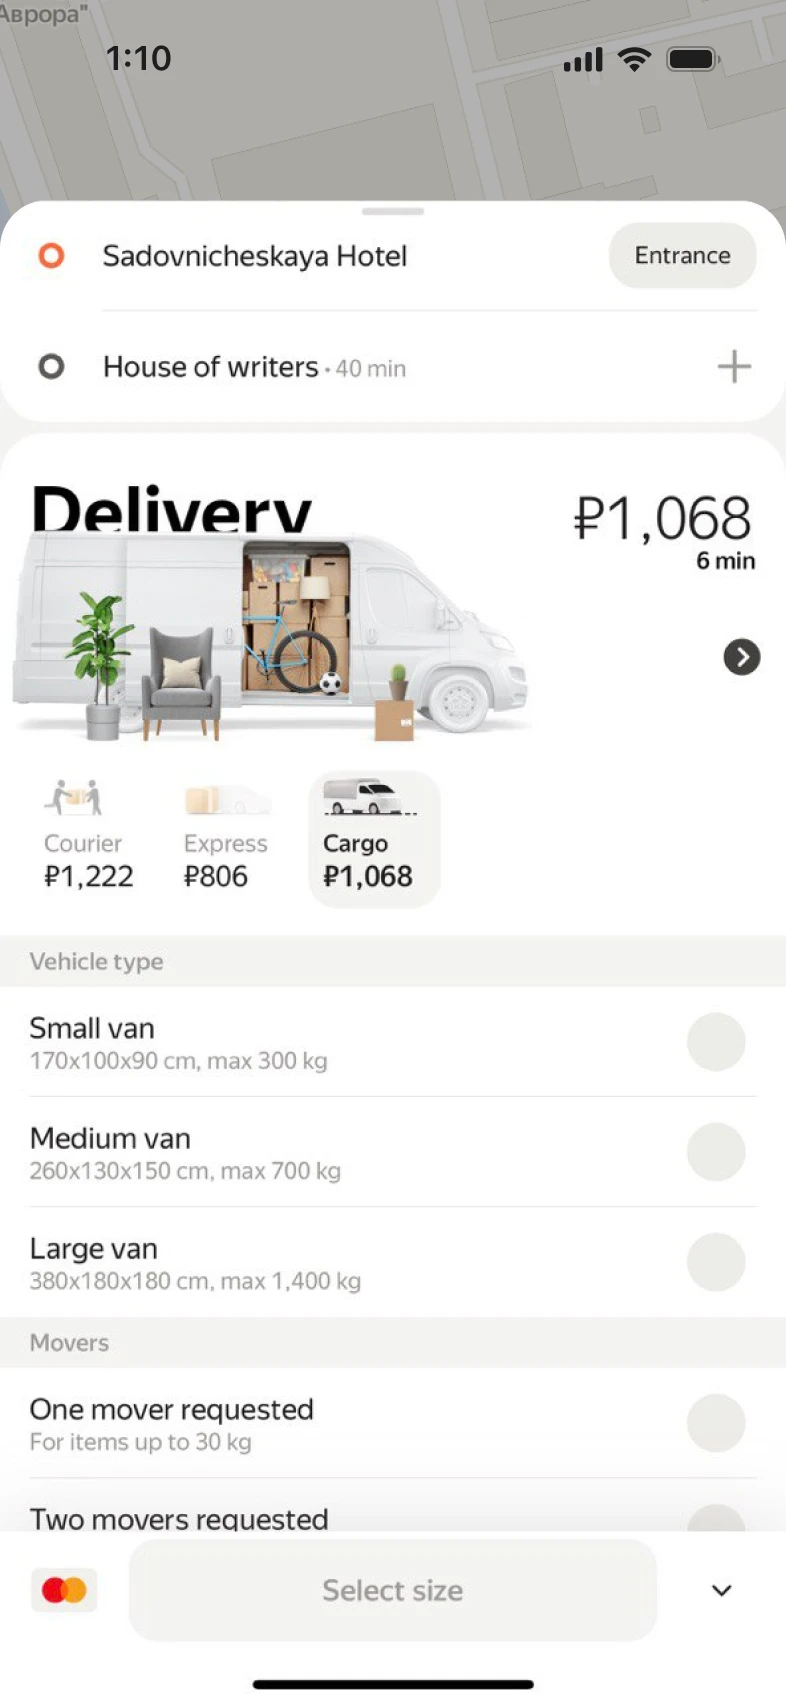 Аврора"
1:10
Sadovnicheskaya Hotel
Entrance
House of writers • 40 min
Delivery
₽1,068
6 min
Courier
₽1,222
Express
₽806
Cargo
₽1,068
Vehicle type
Small van
170x100x90 cm, max 300 kg
Medium van
260x130x150 cm, max 700 kg
Large van
380x180x180 cm, max 1,400 kg
Movers
One mover requested
For items up to 30 kg
Two movers requested
Select size